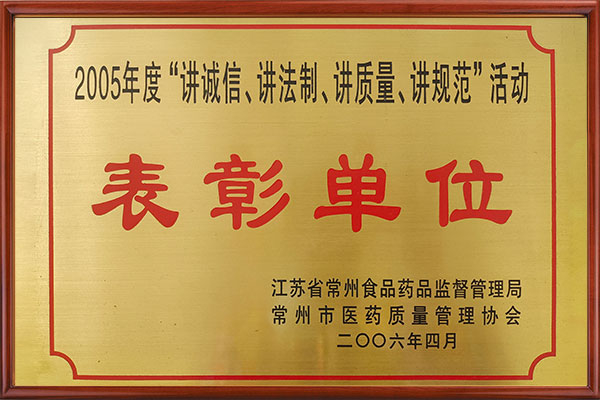 2005年度“讲诚信、讲法制、讲质量、讲规范”活动
表彰单位
江苏省常州食品药品监督管理局
常州市医药质量管理协会
二〇〇六年四月